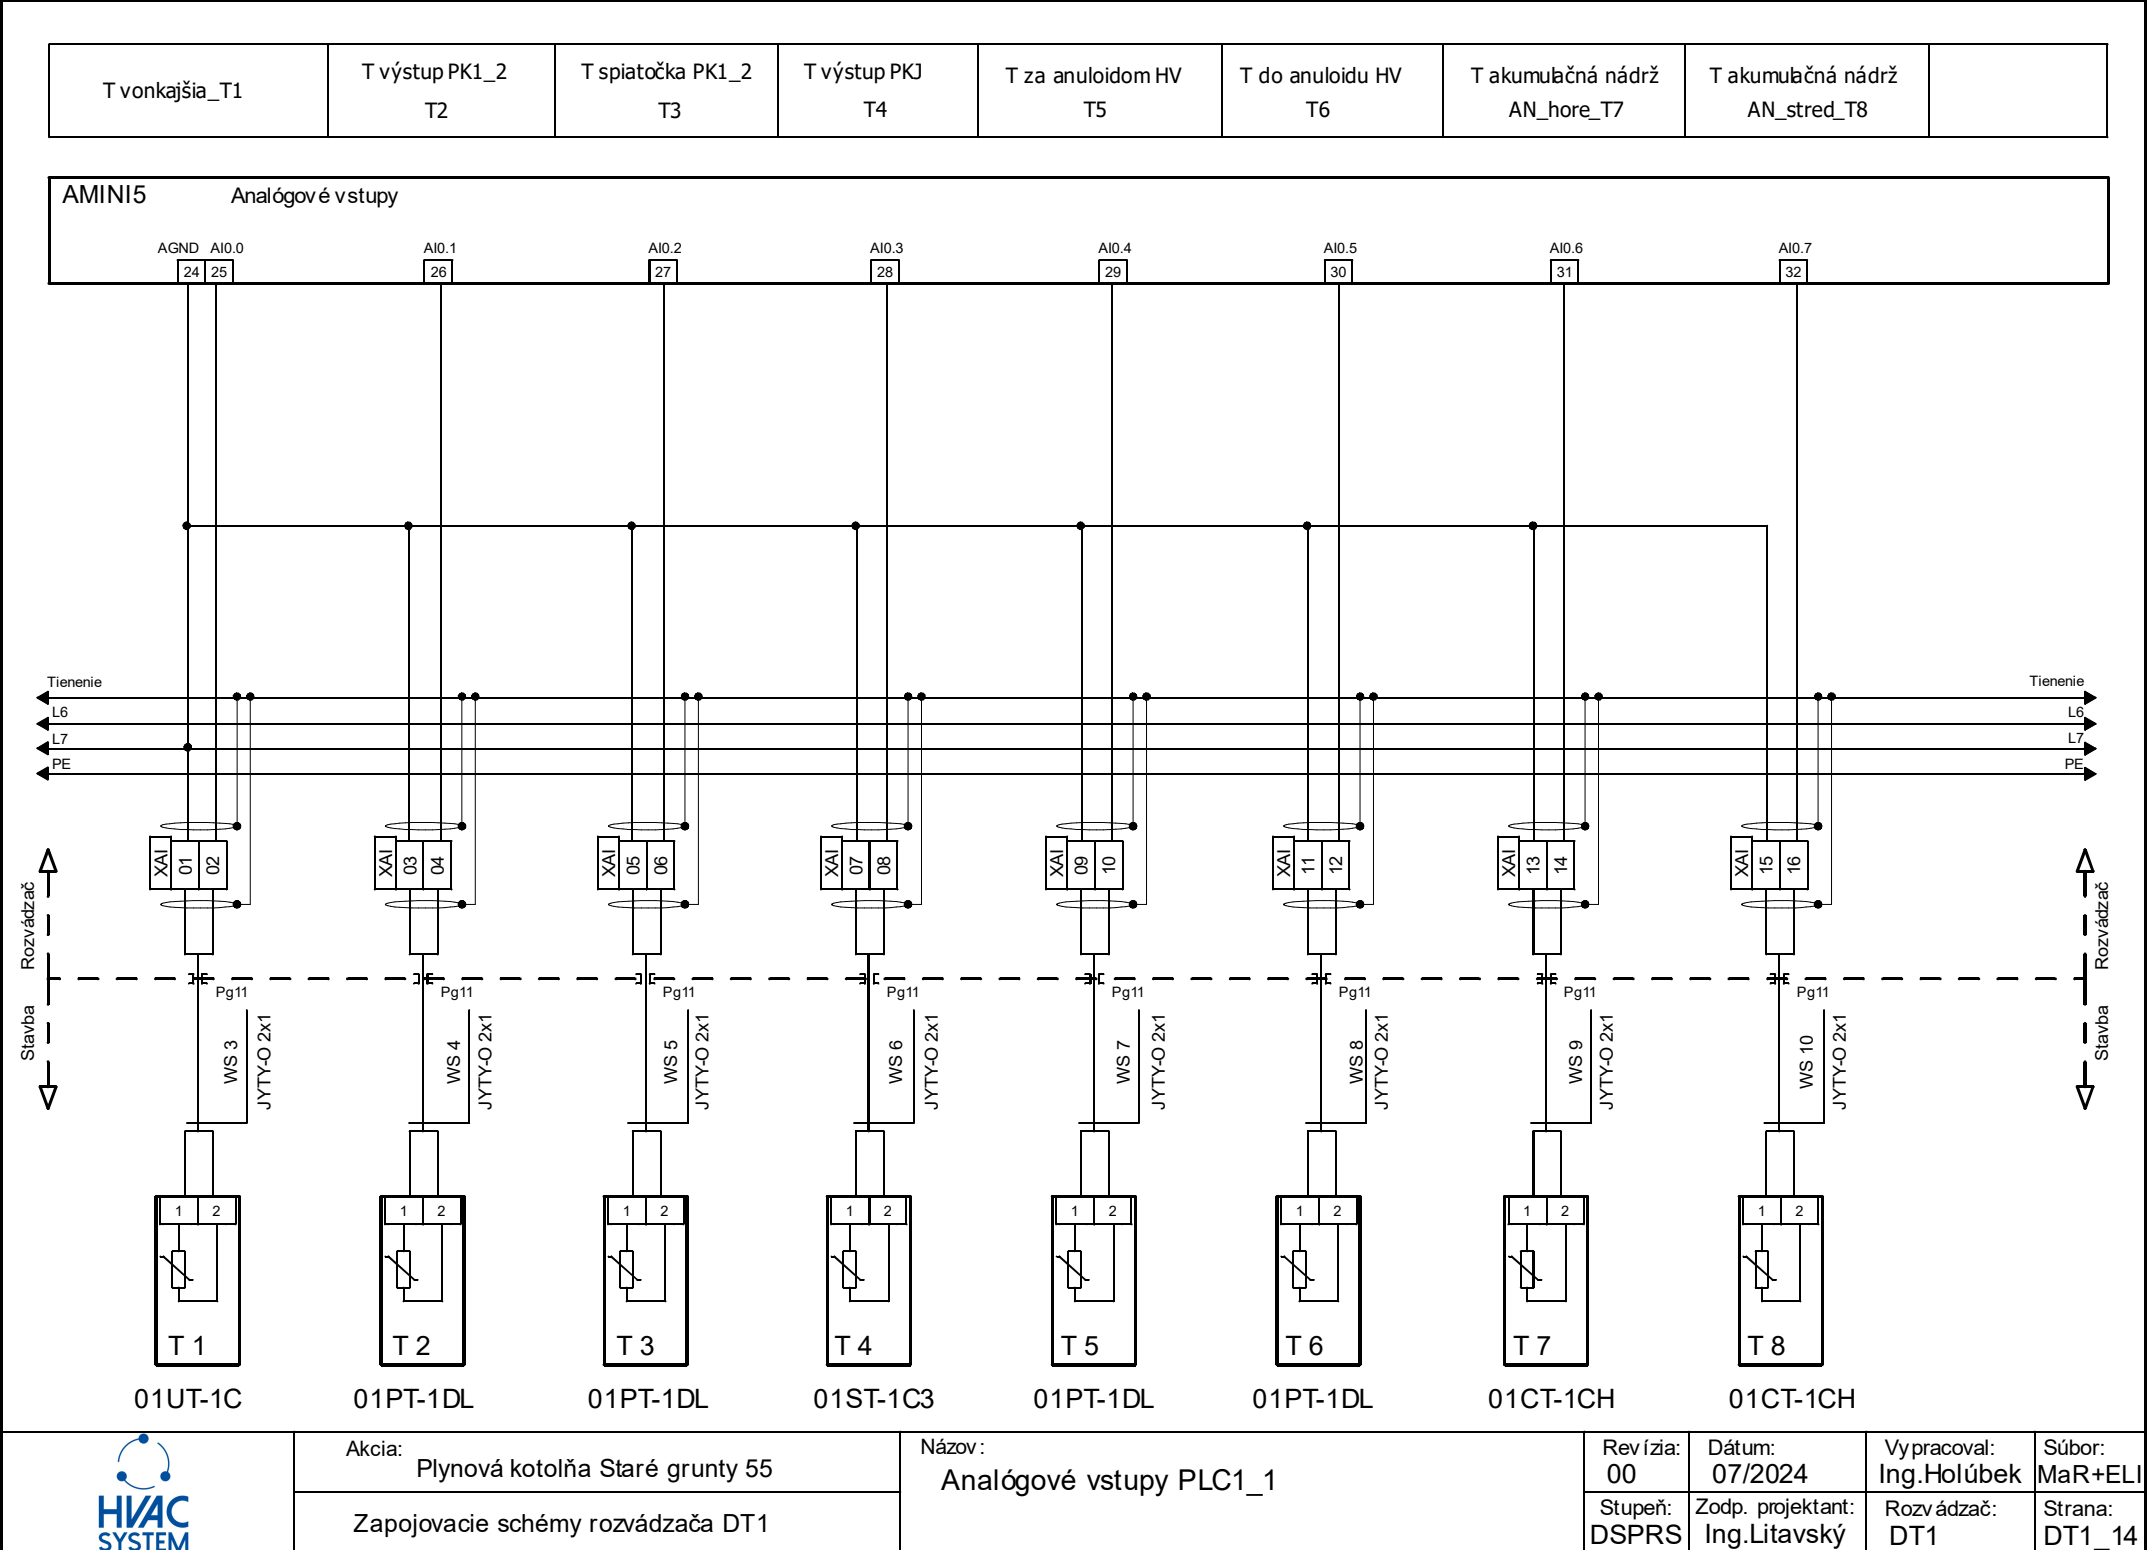 T vonkajšia_T1
T výstup PK1_2
T2
T spiatočka PK1_2
T3
T výstup PKJ
T4
T za anuloidom HV
T5
T do anuloidu HV
T6
T akumulačná nádrž
AN_hore_T7
T akumulačná nádrž
AN_stred_T8
AMINI5 Analógové vstupy
AGND AI0.0 AI0.1 AI0.2 AI0.3 AI0.4 AI0.5 AI0.6 AI0.7
24 25 26 27 28 29 30 31 32
Tienenie Tienenie
L6 L6
L7 L7
PE PE
XAI 01 02 XAI 03 04 XAI 05 06 XAI 07 08 XAI 09 10 XAI 11 12 XAI 13 14 XAI 15 16
Rozvádzač Rozvádzač
Pg11 Pg11 Pg11 Pg11 Pg11 Pg11 Pg11 Pg11
Stavba Stavba
WS 3
JYTY-O 2x1
WS 4
JYTY-O 2x1
WS 5
JYTY-O 2x1
WS 6
JYTY-O 2x1
WS 7
JYTY-O 2x1
WS 8
JYTY-O 2x1
WS 9
JYTY-O 2x1
WS 10
JYTY-O 2x1
1 2 1 2 1 2 1 2 1 2 1 2 1 2 1 2
T 1 T 2 T 3 T 4 T 5 T 6 T 7 T 8
01UT-1C 01PT-1DL 01PT-1DL 01ST-1C3 01PT-1DL 01PT-1DL 01CT-1CH 01CT-1CH
HVAC
SYSTEM
Akcia:
Plynová kotolňa Staré grunty 55
Zapojovacie schémy rozvádzača DT1
Názov:
Analógové vstupy PLC1_1
Revízia:
00
Dátum:
07/2024
Vypracoval:
Ing.Holúbek
Súbor:
MaR+ELI
Stupeň:
DSPRS
Zodp. projektant:
Ing.Litavský
Rozvádzač:
DT1
Strana:
DT1_14